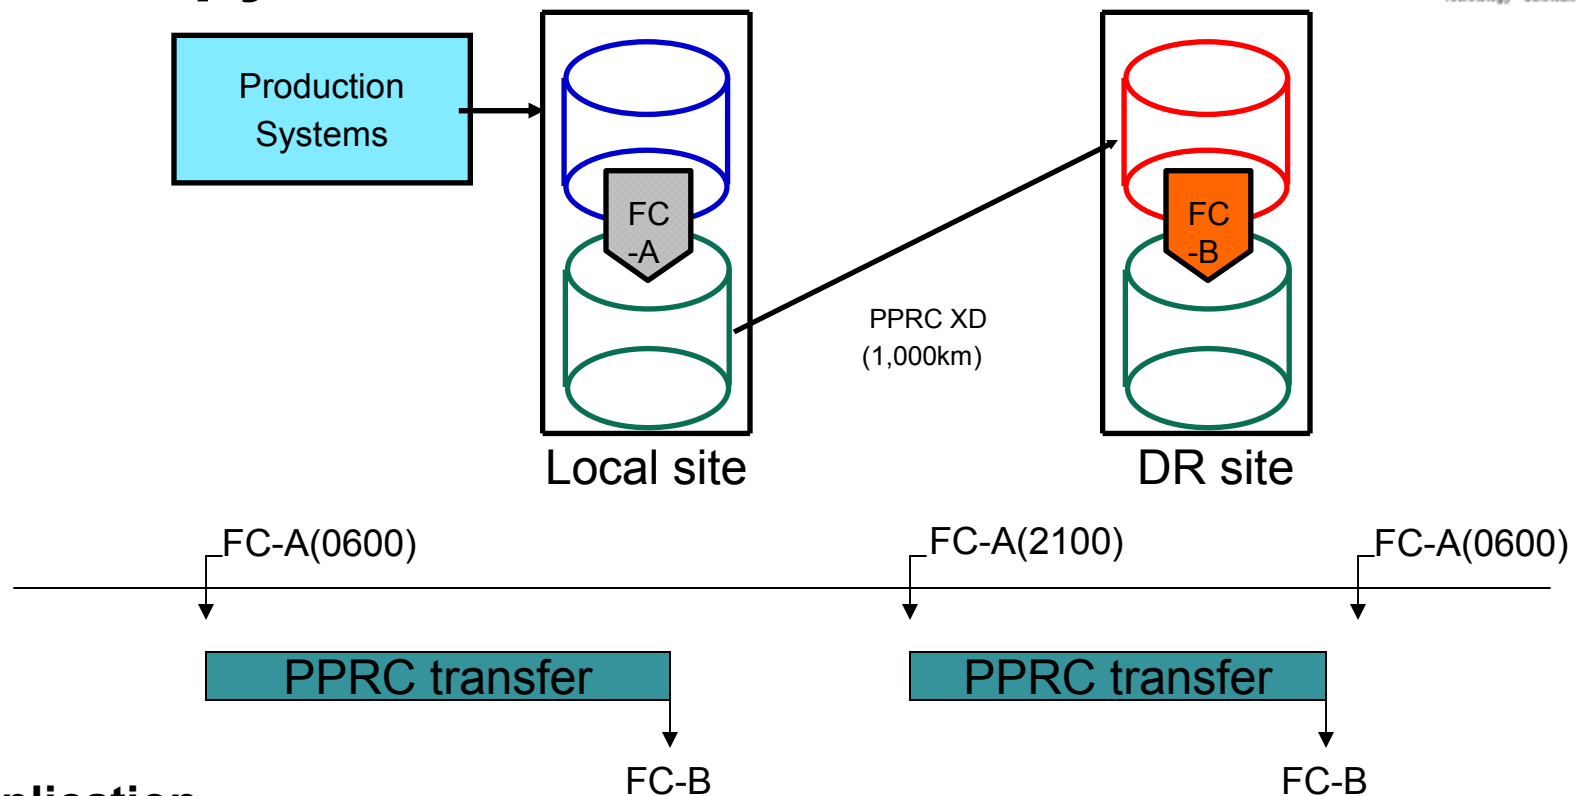 Production
Systems
FC
-A
FC
-B
PPRC XD
(1,000km)
Local site
DR site
FC-A(0600)
FC-A(2100)
FC-A(0600)
PPRC transfer
PPRC transfer
FC-B
FC-B